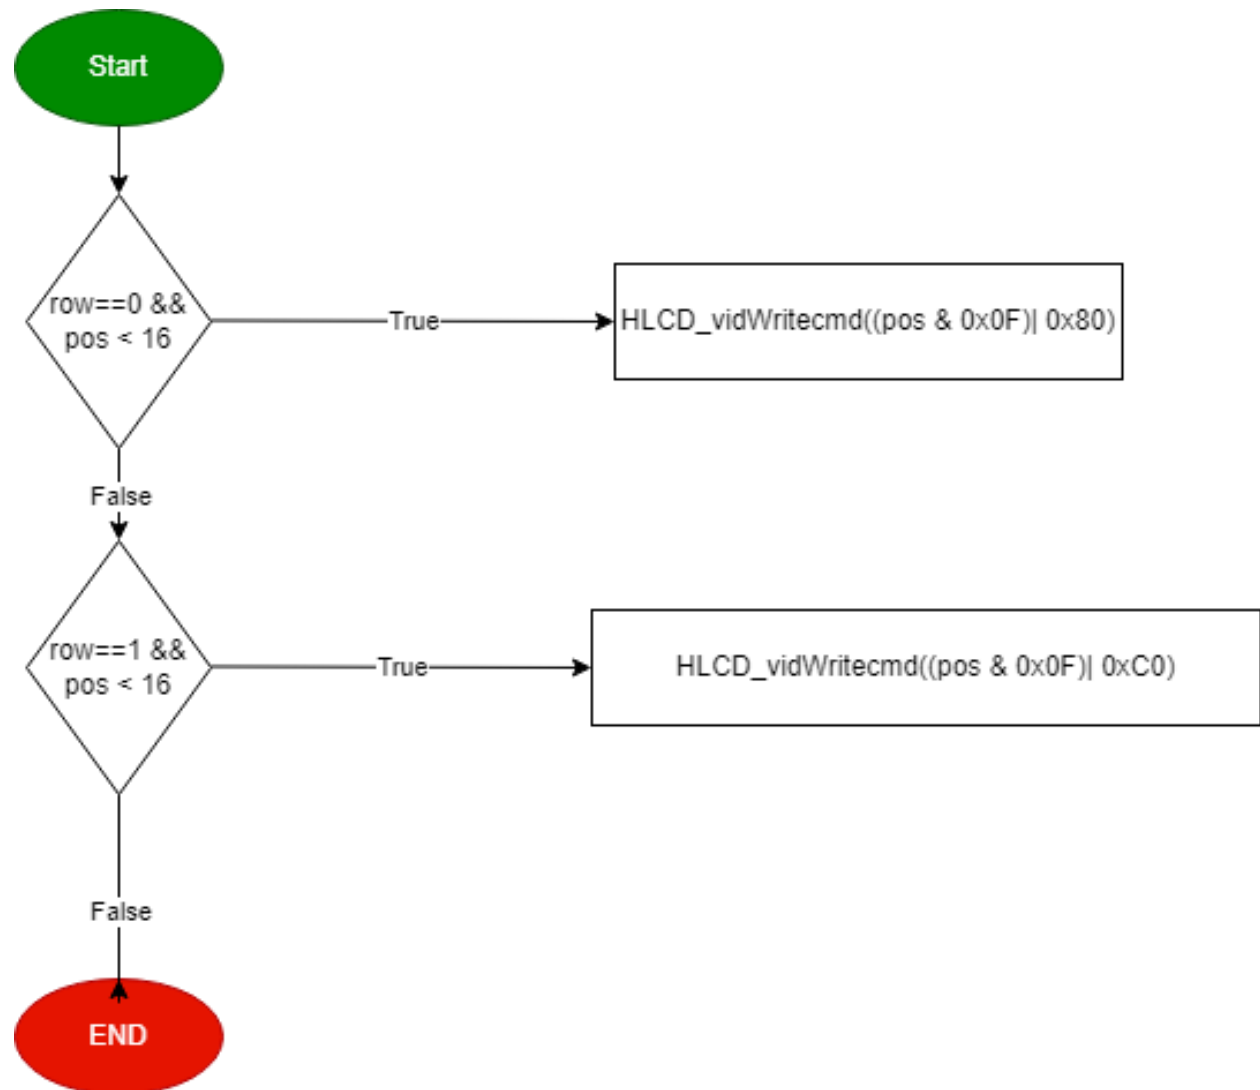 Start
row==0 &&
pos < 16
True
HLCD_vidWritecmd((pos & 0x0F)| 0x80)
False
row==1 &&
pos < 16
True
HLCD_vidWritecmd((pos & 0x0F)| 0xC0)
False
END